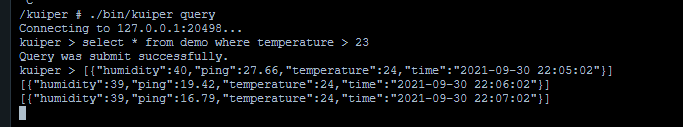 /kuiper # ./bin/kuiper query
Connecting to 127.0.0.1:20498...
kuiper > select * from demo where temperature > 23
Query was submit successfully.
kuiper > [{"humidity":40,"ping":27.66,"temperature":24,"time":"2021-09-30 22:05:02"}]
[{"humidity":39,"ping":19.42,"temperature":24,"time":"2021-09-30 22:06:02"}]
[{"humidity":39,"ping":16.79,"temperature":24,"time":"2021-09-30 22:07:02"}]